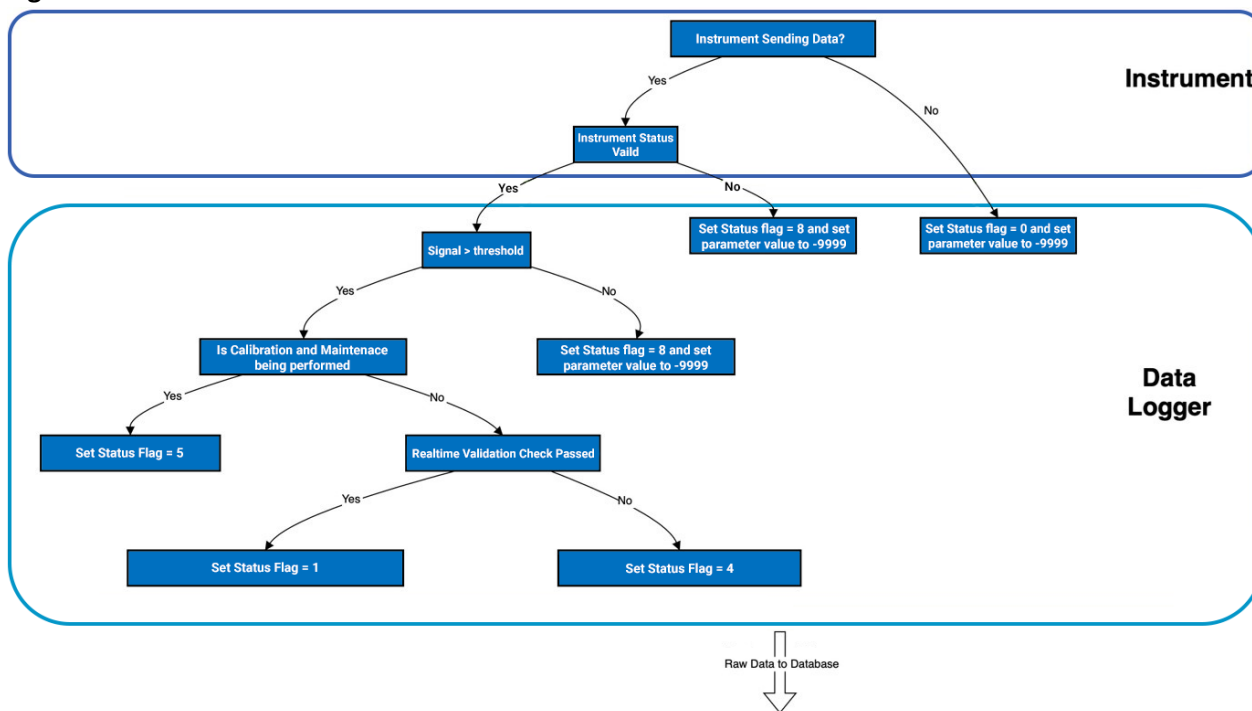 Instrument Sending Data?
Instrument
Yes
No
Instrument Status
Vaild
Yes
No
Set Status flag = 8 and set
parameter value to -9999
Set Status flag = 0 and set
parameter value to -9999
Signal > threshold
Yes
No
Is Calibration and Maintenace
being performed
Set Status flag = 8 and set
parameter value to -9999
Data
Logger
Yes
No
Set Status Flag = 5
Realtime Validation Check Passed
Yes
No
Set Status Flag = 1
Set Status Flag = 4
Raw Data to Database